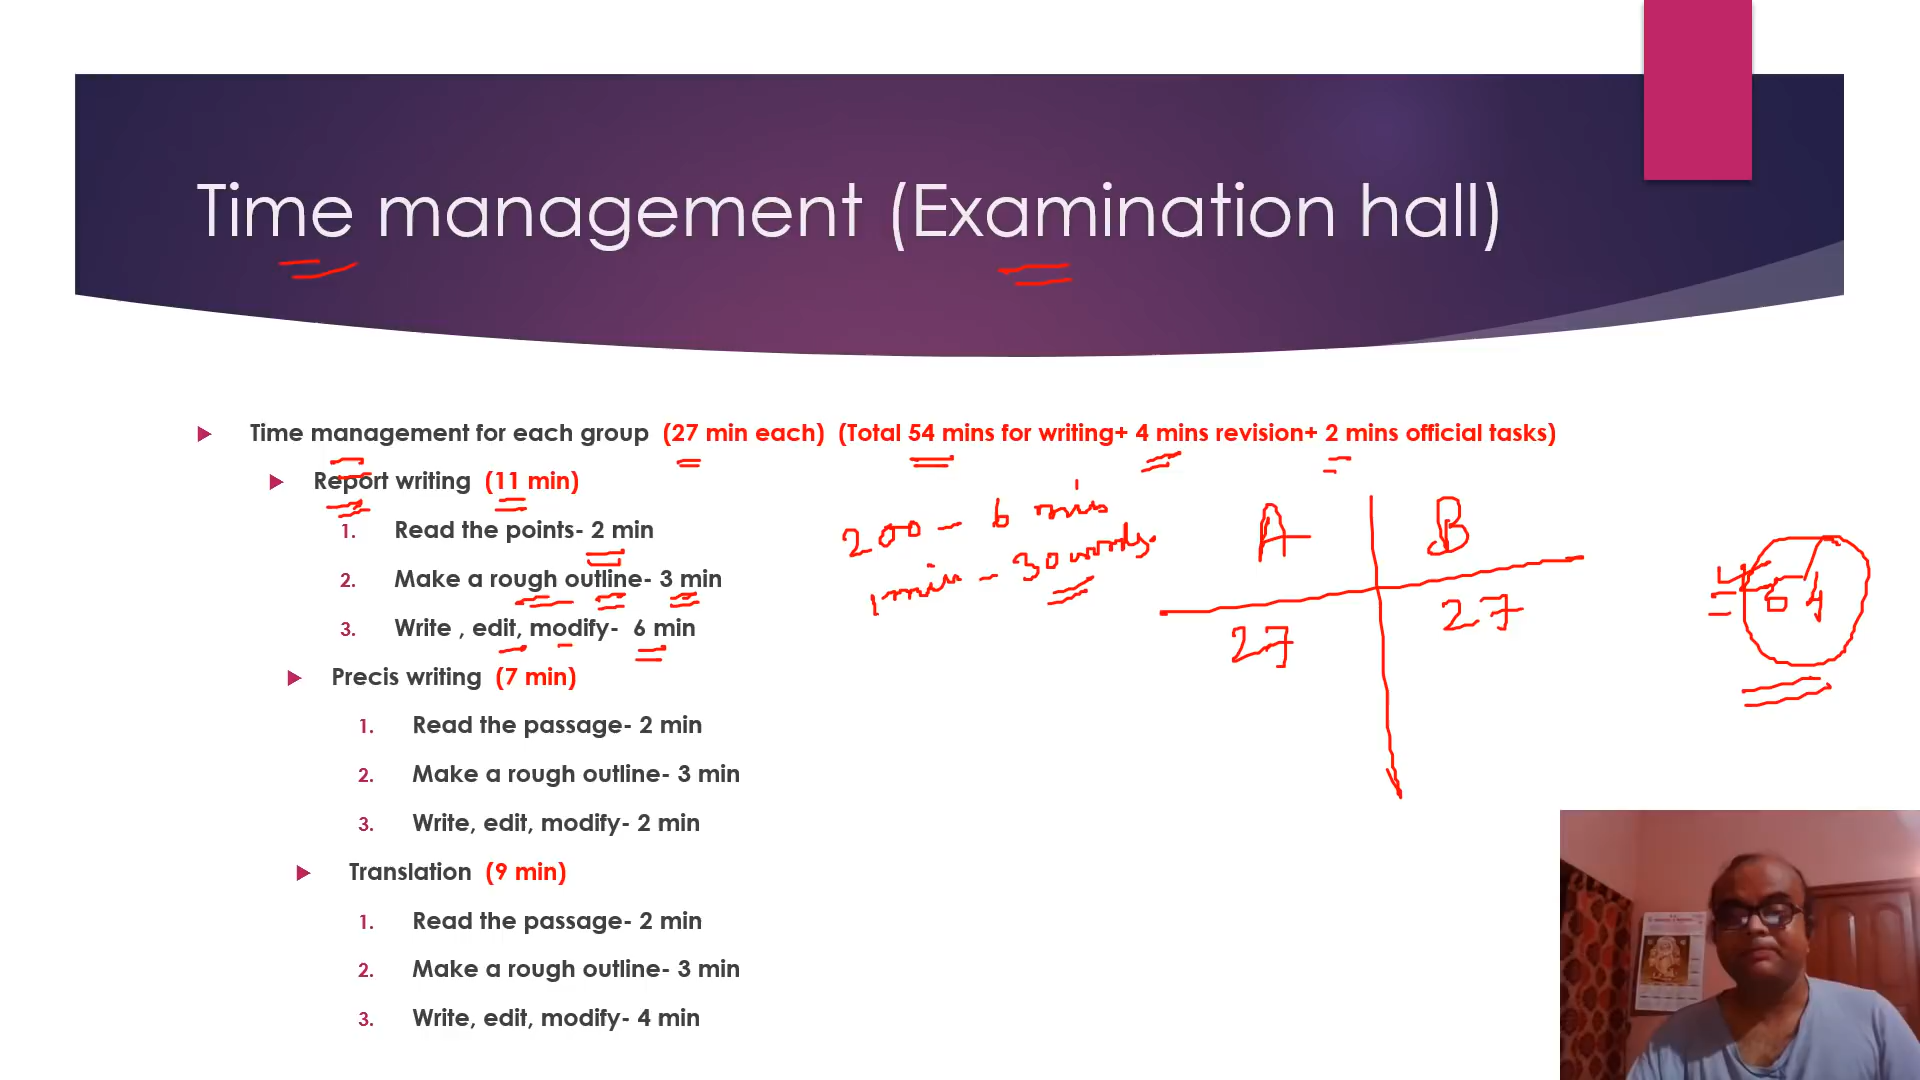 Time management (Examination hall)
Time management for each group (27 min each) (Total 54 mins for writing+ 4 mins revision+ 2 mins official tasks)
Report writing (11 min)
1. Read the points- 2 min
2. Make a rough outline- 3 min
3. Write , edit, modify- 6 min
Precis writing (7 min)
1. Read the passage- 2 min
2. Make a rough outline- 3 min
3. Write, edit, modify- 2 min
Translation (9 min)
1. Read the passage- 2 min
2. Make a rough outline- 3 min
3. Write, edit, modify- 4 min
200 - 6 mins
1 min - 30 words.
A B
27 27
54